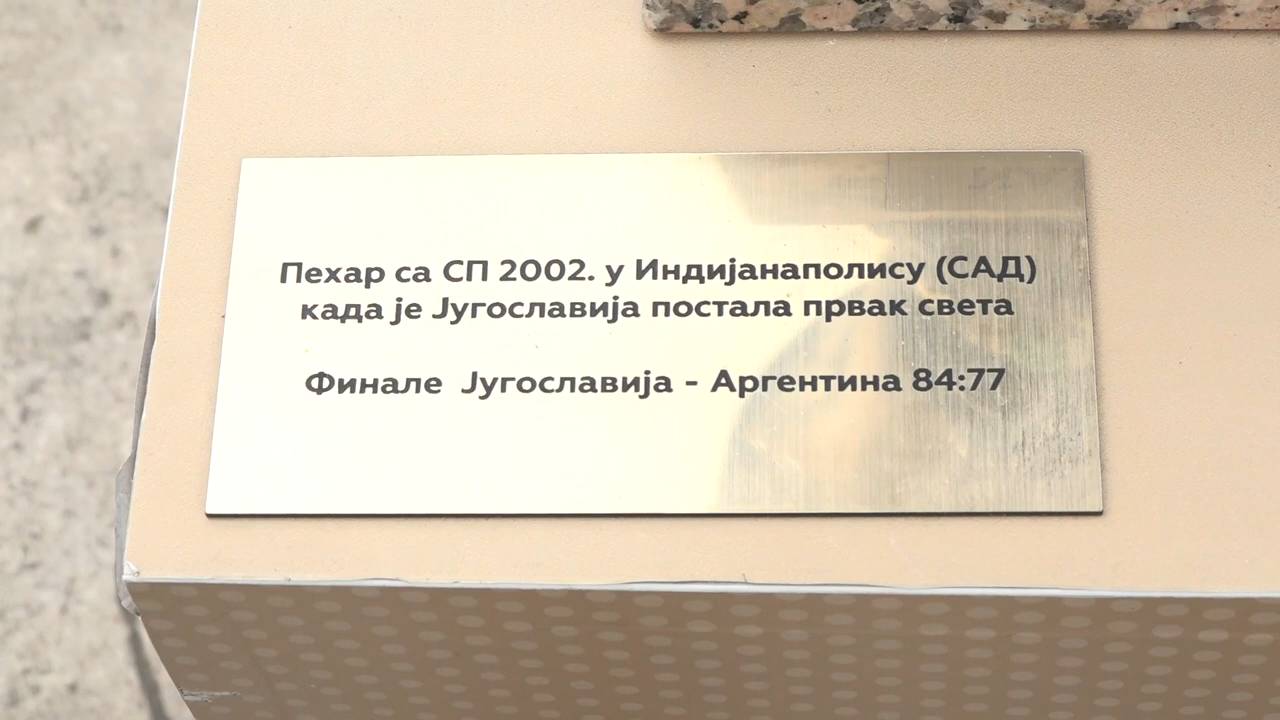 Пехар са СП 2002. у Индијанаполису (САД)
када је Југославија постала првак света
Финале Југославија - Аргентина 84:77